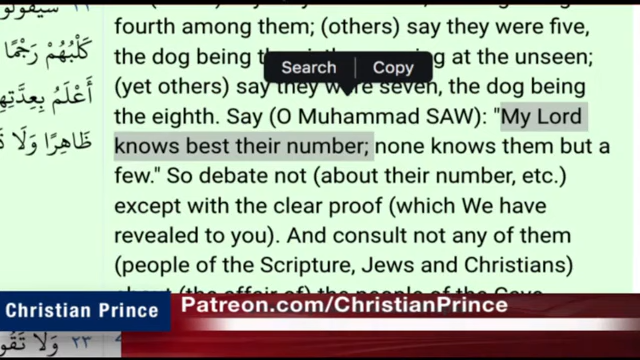 fourth among them; (others) say they were five,
the dog being the at the unseen;
Search Copy
(yet others) say they were seven, the dog being
the eighth. Say (O Muhammad SAW): "My Lord
knows best their number; none knows them but a
few." So debate not (about their number, etc.)
except with the clear proof (which We have
revealed to you). And consult not any of them
(people of the Scripture, Jews and Christians)
about (the affair of) the people of the Cave.
كَلْبُهُمْ رَجْمًا
أَعْلَمُ بِعِدَّتِهِ
ظَاهِرًا وَلَا
Christian Prince
Patreon.com/ChristianPrince
٢٣ وَلَا تَقُو